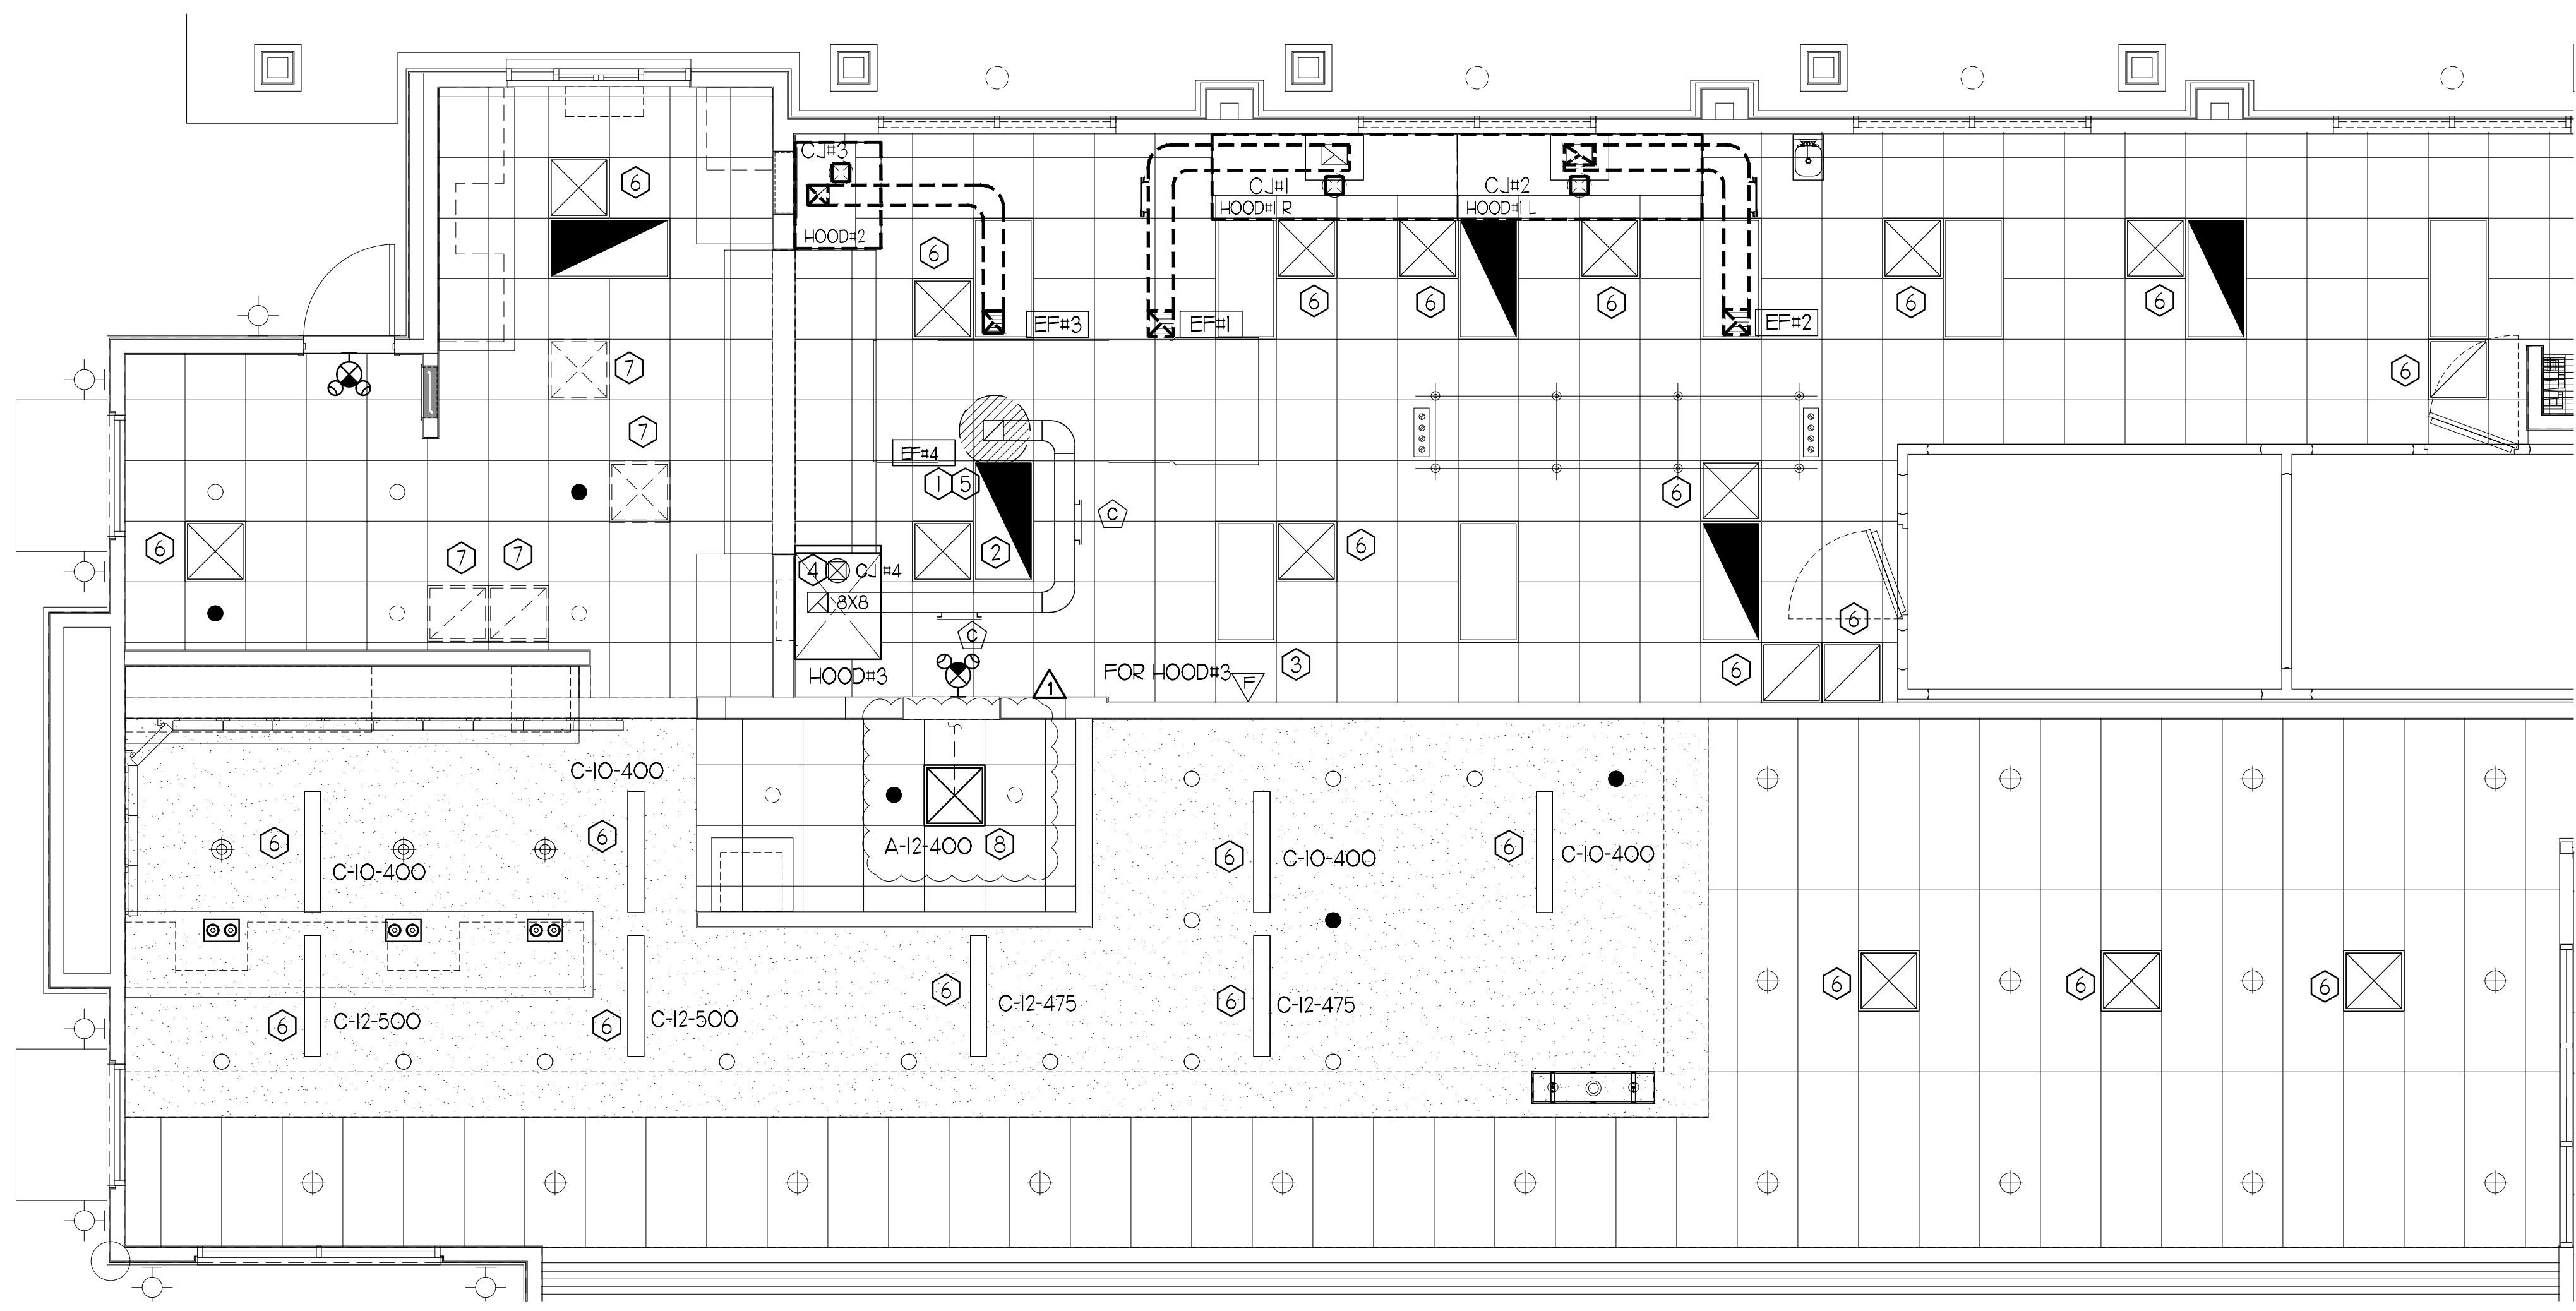 CJ#3
CJ#1
CJ#2
HOOD#1 R
HOOD#1 L
6
HOOD#2
6
6
6
6
6
6
EF#3
EF#1
EF#2
7
6
7
EF#4
1
5
C
6
6
7
7
2
6
4
CJ #4
8X8
6
C
HOOD#3
FOR HOOD#3
F
3
6
1
C-10-400
6
6
A-12-400
8
6
C-10-400
6
C-10-400
C-10-400
6
C-12-475
6
C-12-475
6
6
6
6
C-12-500
6
C-12-500